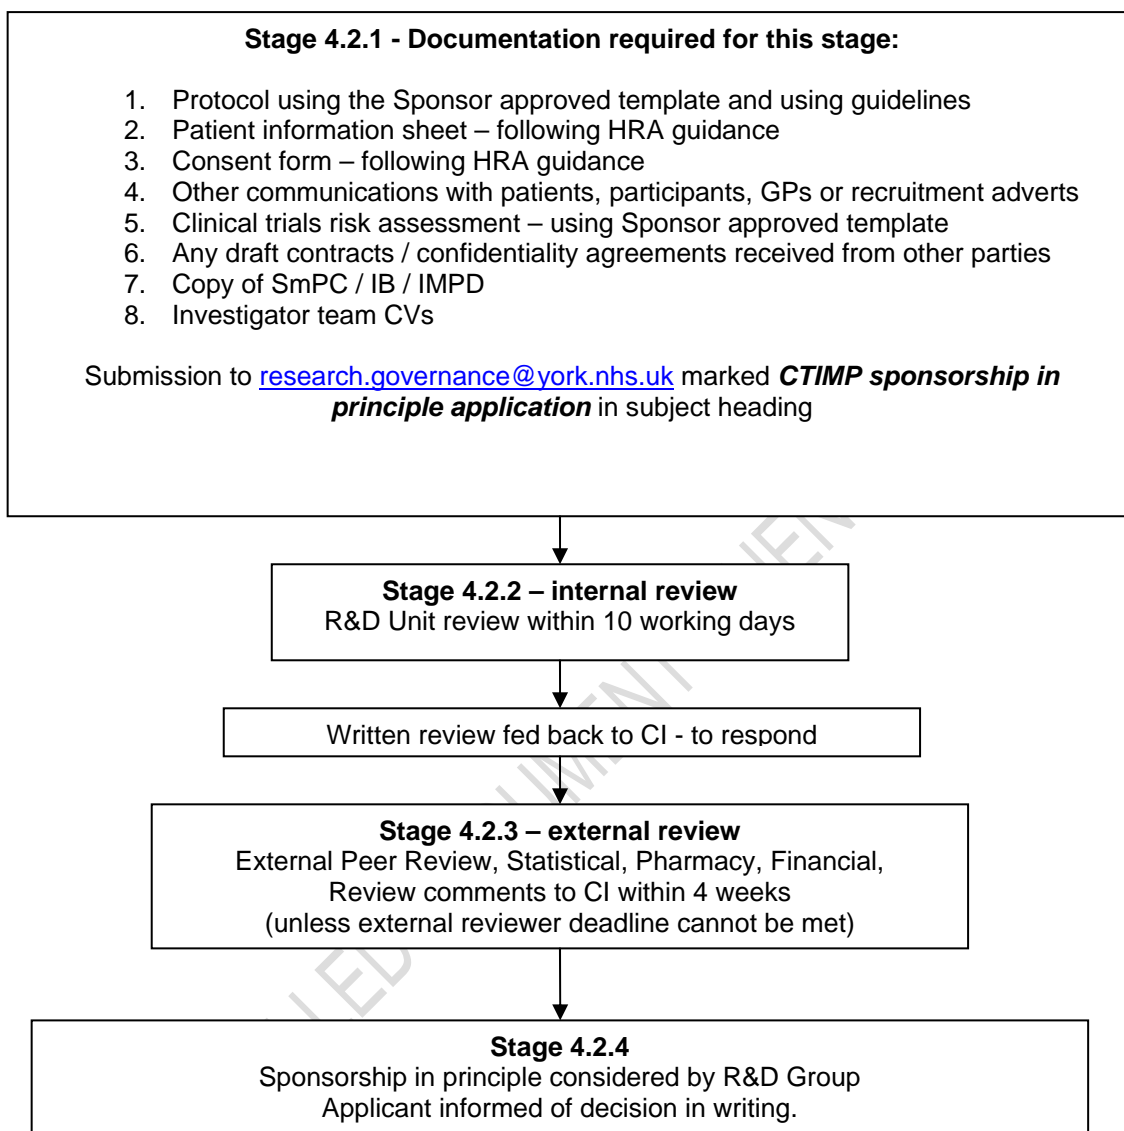 Stage 4.2.1 - Documentation required for this stage:
1. Protocol using the Sponsor approved template and using guidelines
2. Patient information sheet – following HRA guidance
3. Consent form – following HRA guidance
4. Other communications with patients, participants, GPs or recruitment adverts
5. Clinical trials risk assessment – using Sponsor approved template
6. Any draft contracts / confidentiality agreements received from other parties
7. Copy of SmPC / IB / IMPD
8. Investigator team CVs
Submission to research.governance@york.nhs.uk marked CTIMP sponsorship in
principle application in subject heading
Stage 4.2.2 – internal review
R&D Unit review within 10 working days
Written review fed back to CI - to respond
Stage 4.2.3 – external review
External Peer Review, Statistical, Pharmacy, Financial,
Review comments to CI within 4 weeks
(unless external reviewer deadline cannot be met)
Stage 4.2.4
Sponsorship in principle considered by R&D Group
Applicant informed of decision in writing.